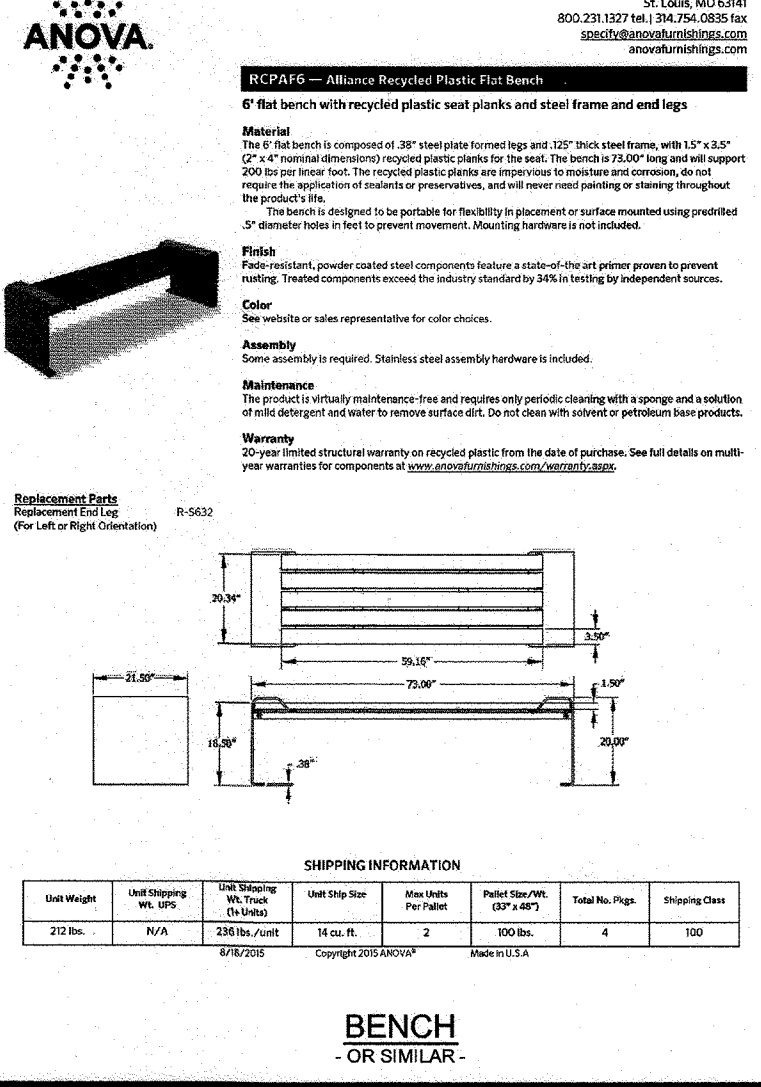 ANOVA.
St. Louis, MO 63141
800.231.1327 tel. | 314.754.0835 fax
specify@anovafurnishings.com
anovafurnishings.com
RCPAF6 — Alliance Recycled Plastic Flat Bench
6' flat bench with recycled plastic seat planks and steel frame and end legs
Material
The 6' flat bench is composed of .38" steel plate formed legs and .125" thick steel frame, with 1.5" x 3.5"
(2" x 4" nominal dimensions) recycled plastic planks for the seat. The bench is 73.00" long and will support
200 lbs per linear foot. The recycled plastic planks are impervious to moisture and corrosion, do not
require the application of sealants or preservatives, and will never need painting or staining throughout
the product's life.
The bench is designed to be portable for flexibility in placement or surface mounted using predrilled
.5" diameter holes in feet to prevent movement. Mounting hardware is not included.
Finish
Fade-resistant, powder coated steel components feature a state-of-the art primer proven to prevent
rusting. Treated components exceed the industry standard by 34% in testing by independent sources.
Color
See website or sales representative for color choices.
Assembly
Some assembly is required. Stainless steel assembly hardware is included.
Maintenance
The product is virtually maintenance-free and requires only periodic cleaning with a sponge and a solution
of mild detergent and water to remove surface dirt. Do not clean with solvent or petroleum base products.
Warranty
20-year limited structural warranty on recycled plastic from the date of purchase. See full details on multi-
year warranties for components at www.anovafurnishings.com/warranty.aspx.
Replacement Parts
Replacement End Leg R-S632
(For Left or Right Orientation)
20.34"
3.50"
59.16"
21.50"
73.00"
1.50"
18.50"
20.00"
.38"
SHIPPING INFORMATION
Unit Weight
Unit Shipping
Wt. UPS
Unit Shipping
Wt. Truck
(1+ Units)
Unit Ship Size
Max Units
Per Pallet
Pallet Size/Wt.
(33" x 48")
Total No. Pkgs.
Shipping Class
212 lbs. N/A 236 lbs./unit 14 cu. ft. 2 100 lbs. 4 100
8/18/2015 Copyright 2015 ANOVA® Made in U.S.A
BENCH
- OR SIMILAR -